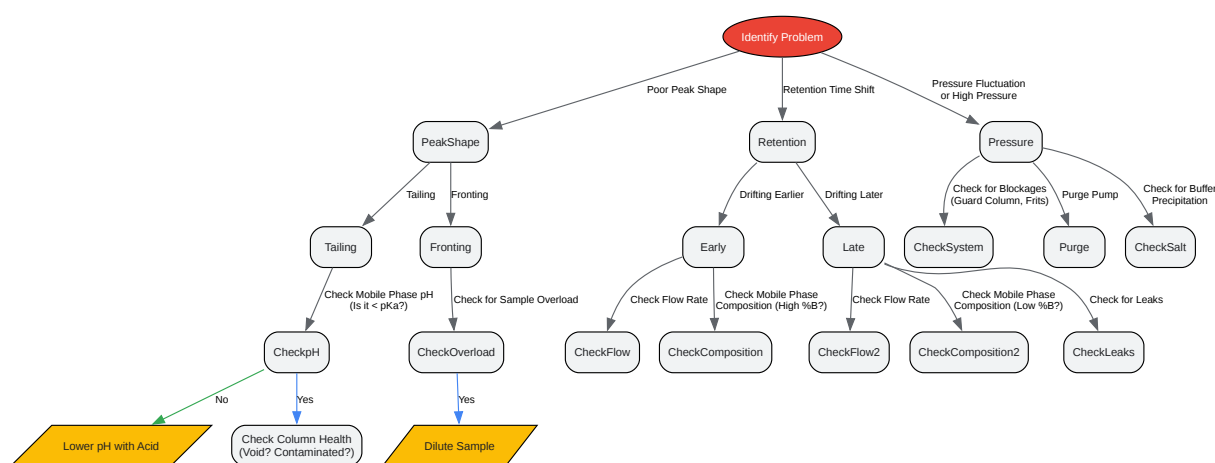 Identify Problem
Poor Peak Shape
Retention Time Shift
Pressure Fluctuation
or High Pressure
PeakShape
Retention
Pressure
Tailing
Fronting
Drifting Earlier
Drifting Later
Check for Blockages
(Guard Column, Frits)
Purge Pump
Check for Buffer
Precipitation
Tailing
Fronting
Early
Late
CheckSystem
Purge
CheckSalt
Check Mobile Phase pH
(Is it < pKa?)
Check for Sample Overload
Check Flow Rate
Check Mobile Phase
Composition (High %B?)
Check Flow Rate
Check Mobile Phase
Composition (Low %B?)
Check for Leaks
CheckpH
CheckOverload
CheckFlow
CheckComposition
CheckFlow2
CheckComposition2
CheckLeaks
No
Yes
Yes
Lower pH with Acid
Check Column Health
(Void? Contaminated?)
Dilute Sample